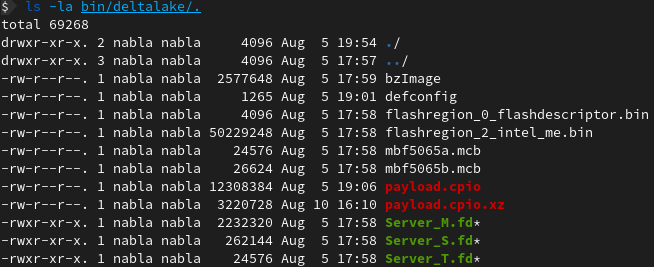 $ ls -la bin/deltalake/.
total 69268
drwxr-xr-x. 2 nabla nabla     4096 Aug  5 19:54 ./
drwxr-xr-x. 3 nabla nabla     4096 Aug  5 17:57 ../
-rw-r--r--. 1 nabla nabla  2577648 Aug  5 17:59 bzImage
-rw-r--r--. 1 nabla nabla     1265 Aug  5 19:01 defconfig
-rw-r--r--. 1 nabla nabla     4096 Aug  5 17:58 flashregion_0_flashdescriptor.bin
-rw-r--r--. 1 nabla nabla 50229248 Aug  5 17:58 flashregion_2_intel_me.bin
-rw-r--r--. 1 nabla nabla    24576 Aug  5 17:58 mbf5065a.mcb
-rw-r--r--. 1 nabla nabla    26624 Aug  5 17:58 mbf5065b.mcb
-rw-r--r--. 1 nabla nabla 12308384 Aug  5 19:06 payload.cpio
-rw-r--r--. 1 nabla nabla  3220728 Aug 10 16:10 payload.cpio.xz
-rwxr-xr-x. 1 nabla nabla  2232320 Aug  5 17:58 Server_M.fd*
-rwxr-xr-x. 1 nabla nabla   262144 Aug  5 17:58 Server_S.fd*
-rwxr-xr-x. 1 nabla nabla    24576 Aug  5 17:58 Server_T.fd*